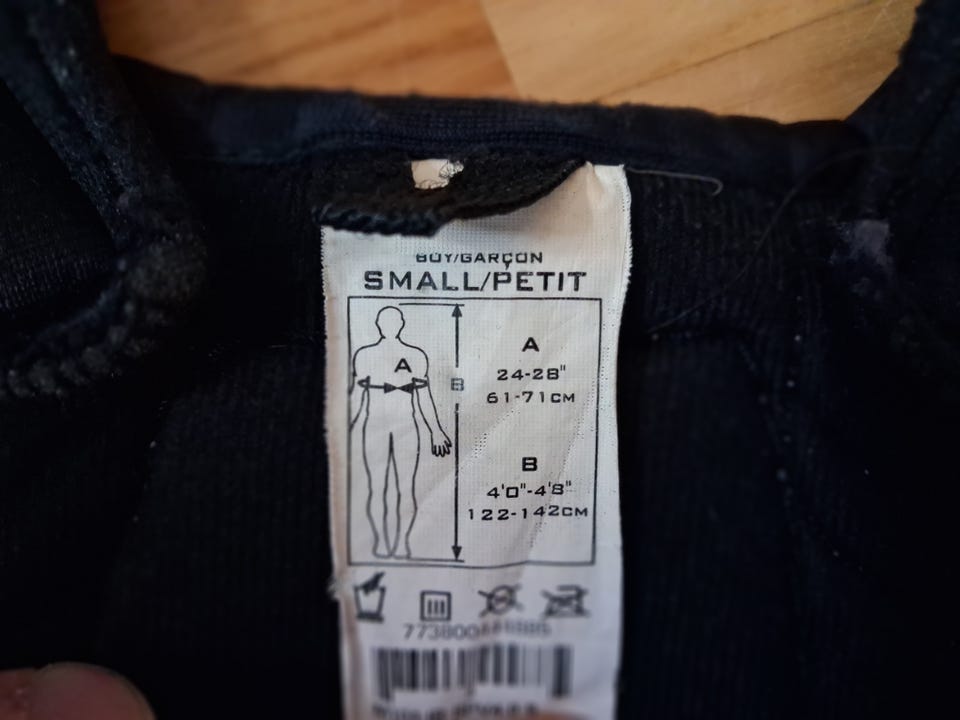 BOY/GARÇON
SMALL/PETIT
A
B
A
24-28"
61-71CM
B
4'0"-4'8"
122-142CM